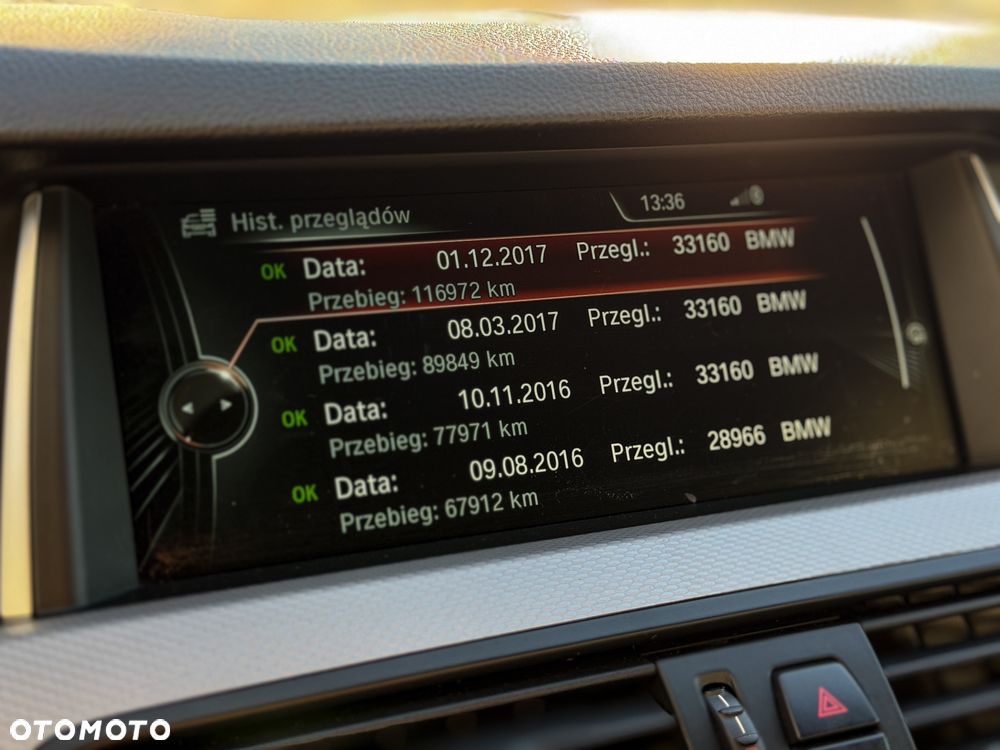 Hist. przeglądów 13:36
OK Data: 01.12.2017 Przegl.: 33160 BMW
Przebieg: 116972 km
OK Data: 08.03.2017 Przegl.: 33160 BMW
Przebieg: 89849 km
OK Data: 10.11.2016 Przegl.: 33160 BMW
Przebieg: 77971 km
OK Data: 09.08.2016 Przegl.: 28966 BMW
Przebieg: 67912 km
OTOMOTO